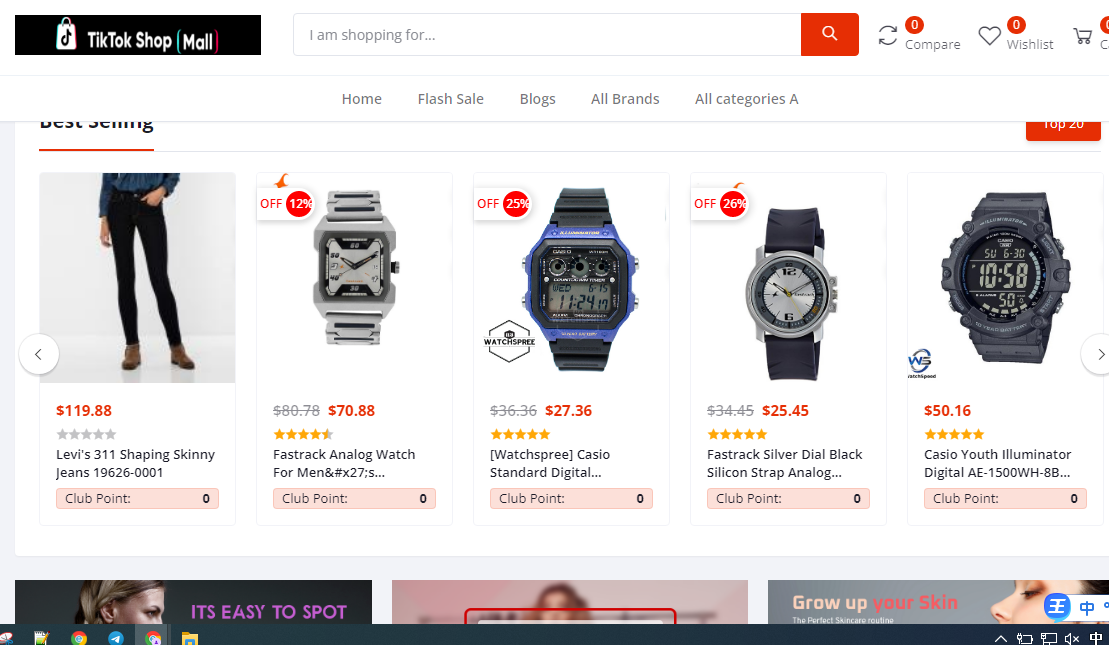 TikTok Shop [Mall]
I am shopping for...
0
Compare
0
Wishlist
Home
Flash Sale
Blogs
All Brands
All categories A
Best Selling
Top 20
OFF 12%
OFF 25%
OFF 26%
WATCHSPREE
WatchSpeed
$119.88
$80.78 $70.88
$36.36 $27.36
$34.45 $25.45
$50.16
Levi's 311 Shaping Skinny
Jeans 19626-0001
Fastrack Analog Watch
For Men&#x27;s...
[Watchspree] Casio
Standard Digital...
Fastrack Silver Dial Black
Silicon Strap Analog...
Casio Youth Illuminator
Digital AE-1500WH-8B...
Club Point: 0
Club Point: 0
Club Point: 0
Club Point: 0
Club Point: 0
ITS EASY TO SPOT
Grow up your Skin
The Perfect Skincare routine
王
中
中